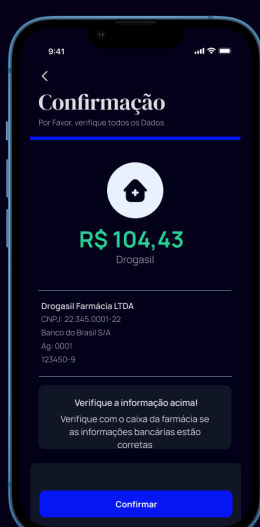 9:41
Confirmação
Por Favor, verifique todos os Dados
R$ 104,43
Drogasil
Drogasil Farmácia LTDA
CNPJ: 22.345.0001-22
Banco do Brasil S/A
Ag: 0001
123450-9
Verifique a informação acima!
Verifique com o caixa da farmácia se
as informações bancárias estão
corretas
Confirmar